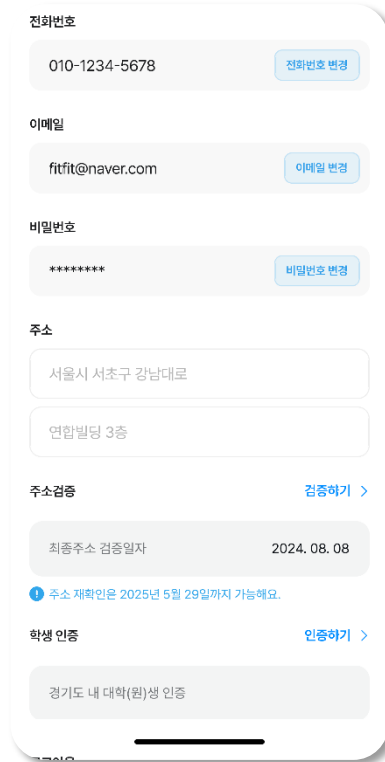 전화번호
010-1234-5678 전화번호 변경
이메일
fitfit@naver.com 이메일 변경
비밀번호
******** 비밀번호 변경
주소
서울시 서초구 강남대로
연합빌딩 3층
주소검증 검증하기 >
최종주소 검증일자 2024. 08. 08
! 주소 재확인은 2025년 5월 29일까지 가능해요.
학생 인증 인증하기 >
경기도 내 대학(원)생 인증